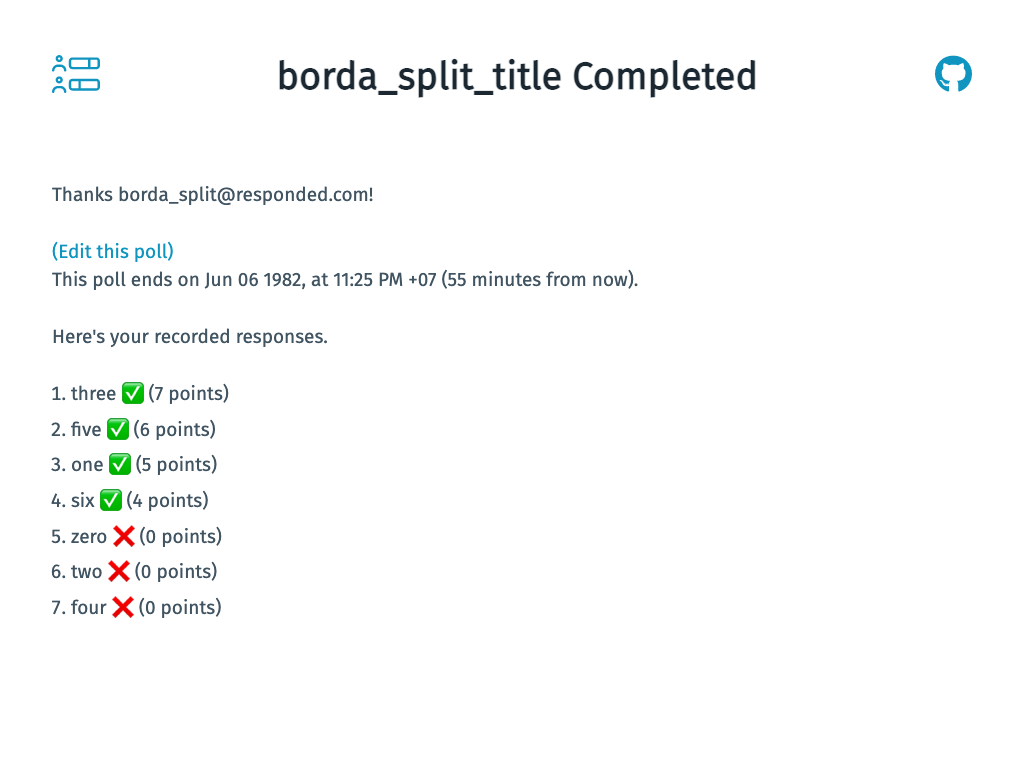 borda_split_title Completed
Thanks borda_split@responded.com!
(Edit this poll)
This poll ends on Jun 06 1982, at 11:25 PM +07 (55 minutes from now).
Here's your recorded responses.
1. three ✅ (7 points)
2. five ✅ (6 points)
3. one ✅ (5 points)
4. six ✅ (4 points)
5. zero ❌ (0 points)
6. two ❌ (0 points)
7. four ❌ (0 points)